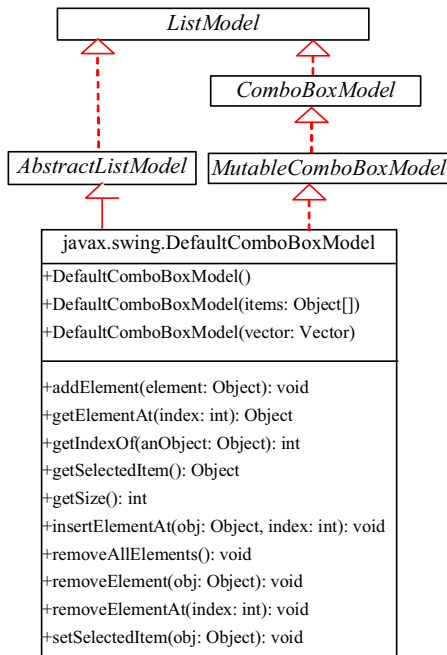 ListModel
ComboBoxModel
AbstractListModel
MutableComboBoxModel
javax.swing.DefaultComboBoxModel
+DefaultComboBoxModel()
+DefaultComboBoxModel(items: Object[])
+DefaultComboBoxModel(vector: Vector)
+addElement(element: Object): void
+getElementAt(index: int): Object
+getIndexOf(anObject: Object): int
+getSelectedItem(): Object
+getSize(): int
+insertElementAt(obj: Object, index: int): void
+removeAllElements(): void
+removeElement(obj: Object): void
+removeElementAt(index: int): void
+setSelectedItem(obj: Object): void